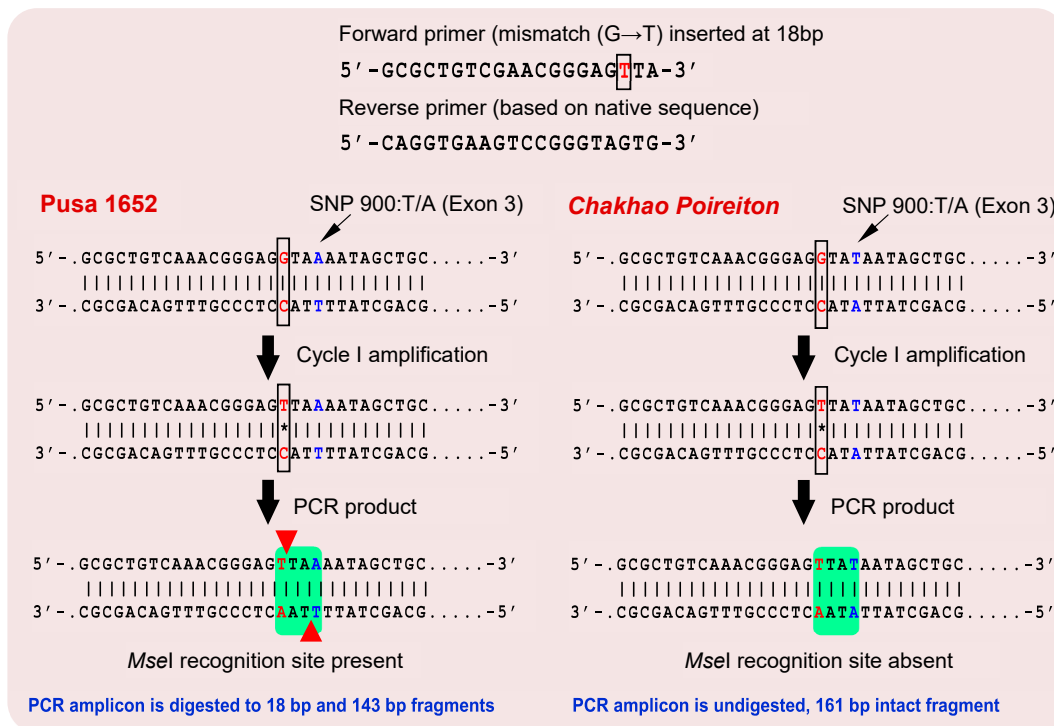 Forward primer (mismatch (G→T) inserted at 18bp
5′-GCGCTGTCGAACGGGAGTTA-3′
Reverse primer (based on native sequence)
5′-CAGGTGAAGTCCGGGTAGTG-3′
Pusa 1652
SNP 900:T/A (Exon 3)
5′-.GCGCTGTCAAACGGGAGGTAAAATAGCTGC.....-3′
||||||||||||||||||||||||||||||
3′-.CGCGACAGTTTGCCCTCCATTTTATCGACG.....-5′
Cycle I amplification
5′-.GCGCTGTCAAACGGGAGTTAAAATAGCTGC.....-3′
|||||||||||||||||*||||||||||||
3′-.CGCGACAGTTTGCCCTCCATTTTATCGACG.....-5′
PCR product
5′-.GCGCTGTCAAACGGGAGTTAAAATAGCTGC.....-3′
||||||||||||||||||||||||||||||
3′-.CGCGACAGTTTGCCCTCAATTTTATCGACG.....-5′
MseI recognition site present
PCR amplicon is digested to 18 bp and 143 bp fragments
Chakhao Poireiton
SNP 900:T/A (Exon 3)
5′-.GCGCTGTCAAACGGGAGGTATAATAGCTGC.....-3′
||||||||||||||||||||||||||||||
3′-.CGCGACAGTTTGCCCTCCATATTATCGACG.....-5′
Cycle I amplification
5′-.GCGCTGTCAAACGGGAGTTATAATAGCTGC.....-3′
|||||||||||||||||*||||||||||||
3′-.CGCGACAGTTTGCCCTCCATATTATCGACG.....-5′
PCR product
5′-.GCGCTGTCAAACGGGAGTTATAATAGCTGC.....-3′
||||||||||||||||||||||||||||||
3′-.CGCGACAGTTTGCCCTCAATATTATCGACG.....-5′
MseI recognition site absent
PCR amplicon is undigested, 161 bp intact fragment